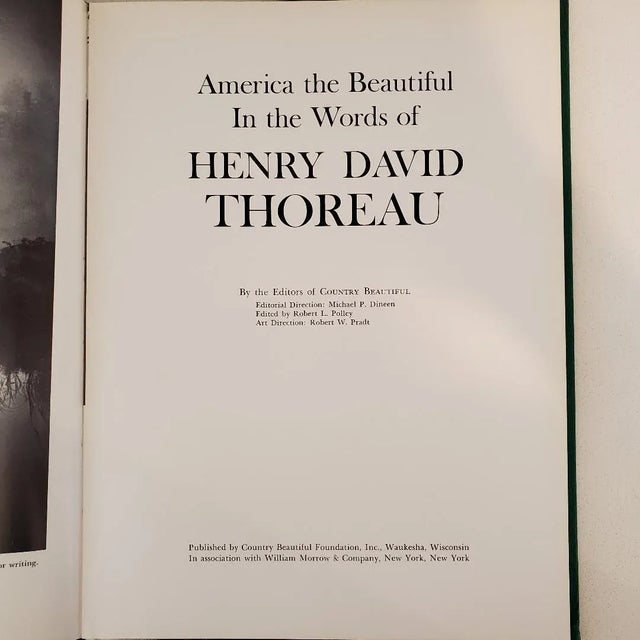 America the Beautiful
In the Words of
HENRY DAVID
THOREAU
By the Editors of COUNTRY BEAUTIFUL
Editorial Direction: Michael P. Dineen
Edited by Robert L. Polley
Art Direction: Robert W. Pradt
Published by Country Beautiful Foundation, Inc., Waukesha, Wisconsin
In association with William Morrow & Company, New York, New York
or writing.